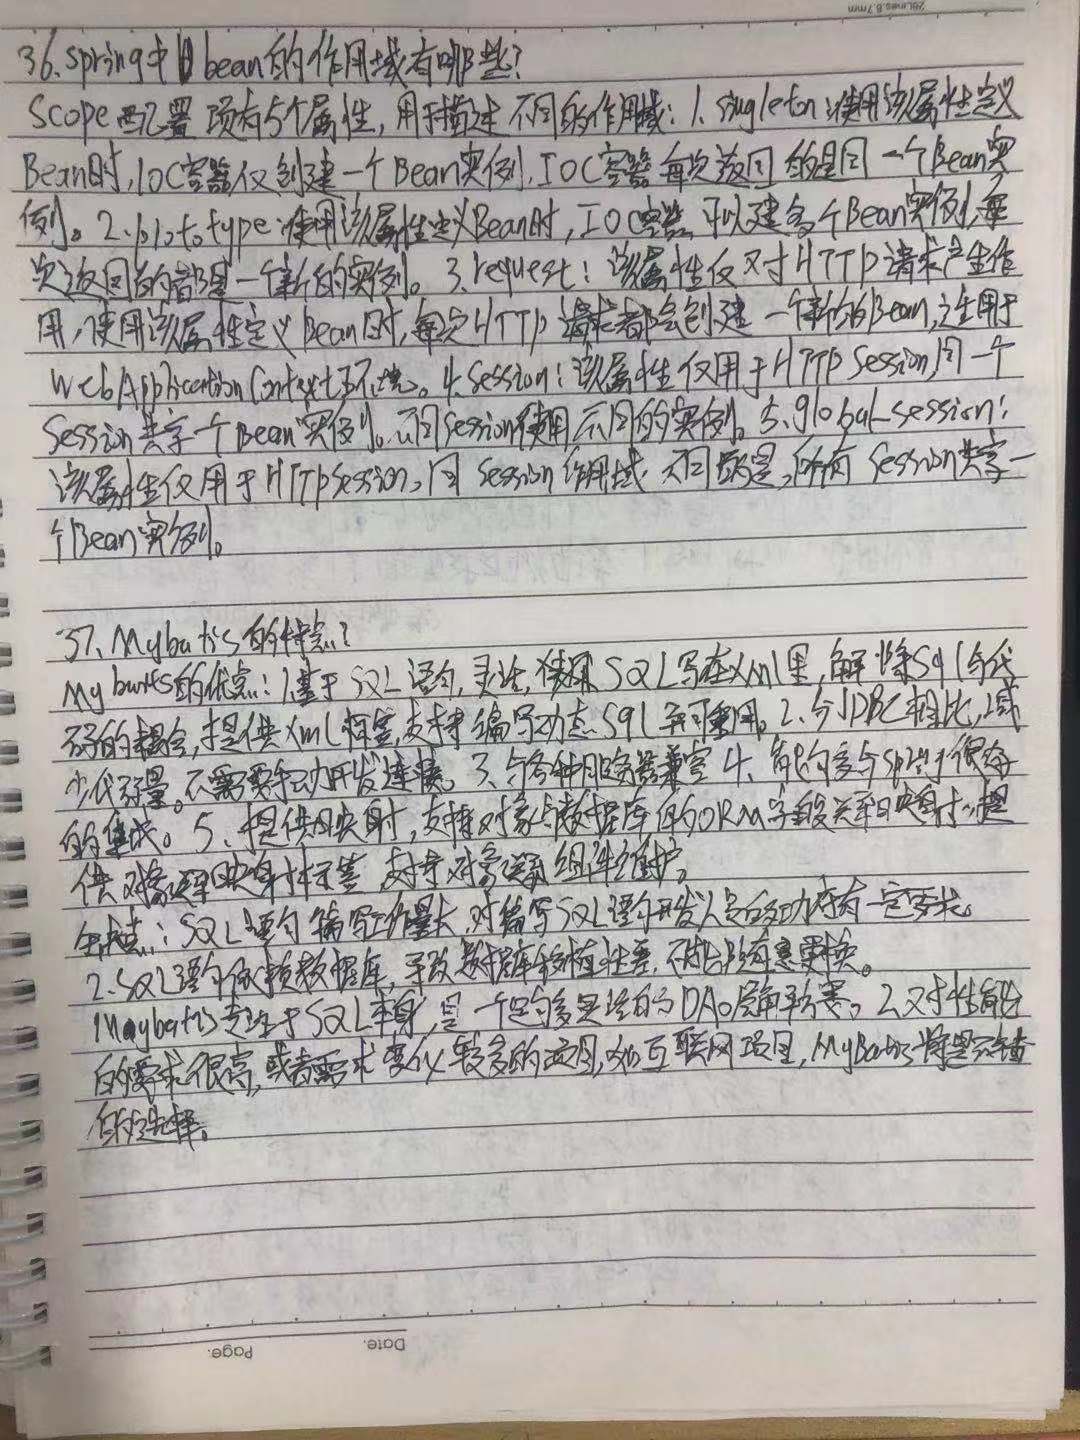 28Lines.8.7mm
36.spring中bean的作用域有哪些?
Scope配置项有5个属性,用于描述不同的作用域:1.singleton:使用该属性定义
Bean时,IOC容器仅创建一个Bean实例,IOC容器每次返回的是同一个Bean实
例。2.prototype:使用该属性定义Bean时,IOC容器可以建多个Bean实例,每
次返回的都是一个新的实例。3.request:该属性仅对HTTP请求产生作
用,使用该属性定义Bean时,每次HTTP请求都会创建一个新的Bean,适用于
WebApplicationContext环境。4.Session:该属性仅用于HTTP Session,同一个
Session共享一个Bean实例。不同Session使用不同的实例。5.global_session:
该属性仅用于HTTPSession,同Session作用域不同的是,所有Session共享一
个Bean实例。
37.Mybatis的特点?
Mybatis的优点:1.基于SQL语句,灵活,SQL写在xml里,解除Sql与代
码的耦合,提供xml标签,支持编写动态Sql并可重用。2.与JDBC相比,减
少代码量。不需要手动开发连接。3.与各种服务器兼容4.能够与spring很好
的集成。5.提供映射,支持对象与数据库的ORM字段关系映射;提
供对象关系映射标签,支持对象关系组件维护。
缺点:SQL语句编写工作量大,对编写SQL语句开发人员的功底有一定要求。
2.SQL语句依赖数据库,导致数据库移植性差,不能随意更换。
Maybatis专注于SQL本身,是一个足够灵活的DAO层解决方案。2.对性能
的要求很高,或者需求变化较多的项目,如互联网项目,MyBatis将是不错
的选择。
Date.
Page.